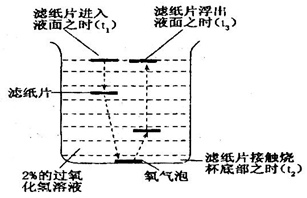 滤纸片进入
液面之时(t₁)
滤纸片浮出
液面之时(t₃)
滤纸片
2%的过氧
化氢溶液
氧气泡
滤纸片接触烧
杯底部之时(t₂)